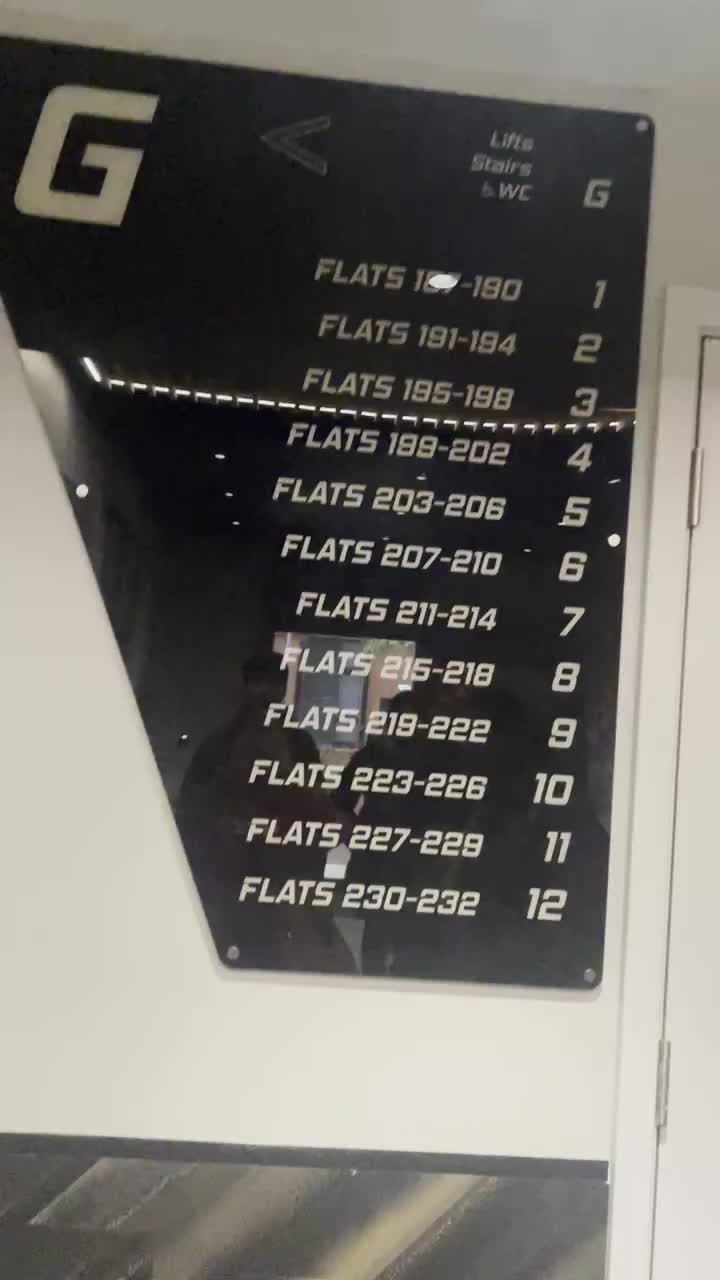 G <
Lifts
Stairs
♿ WC G
FLATS 187-190 1
FLATS 191-194 2
FLATS 195-198 3
FLATS 199-202 4
FLATS 203-206 5
FLATS 207-210 6
FLATS 211-214 7
FLATS 215-218 8
FLATS 219-222 9
FLATS 223-226 10
FLATS 227-229 11
FLATS 230-232 12